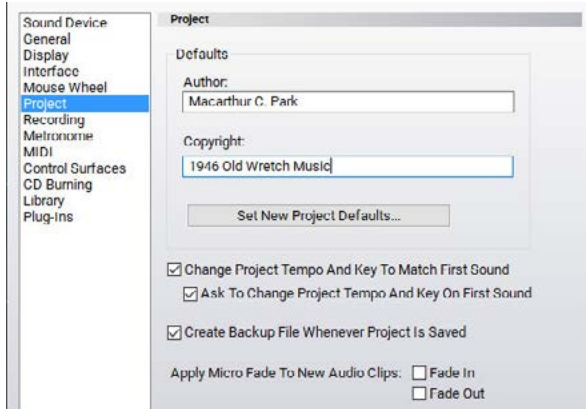 Sound Device
General
Display
Interface
Mouse Wheel
Project
Recording
Metronome
MIDI
Control Surfaces
CD Burning
Library
Plug-Ins
Project
Defaults
Author:
Macarthur C. Park
Copyright:
1946 Old Wretch Music
Set New Project Defaults...
Change Project Tempo And Key To Match First Sound
Ask To Change Project Tempo And Key On First Sound
Create Backup File Whenever Project Is Saved
Apply Micro Fade To New Audio Clips: Fade In
Fade Out